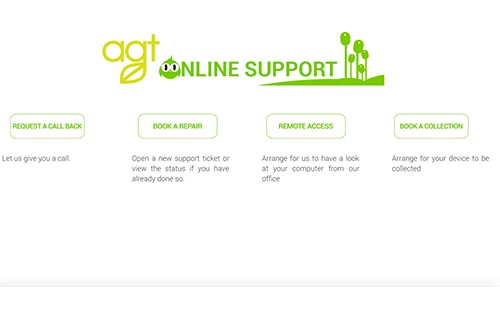 agt
ONLINE SUPPORT
REQUEST A CALL BACK
BOOK A REPAIR
REMOTE ACCESS
BOOK A COLLECTION
Let us give you a call.
Open a new support ticket or
view the status if you have
already done so.
Arrange for us to have a look
at your computer from our
office
Arrange for your device to be
collected